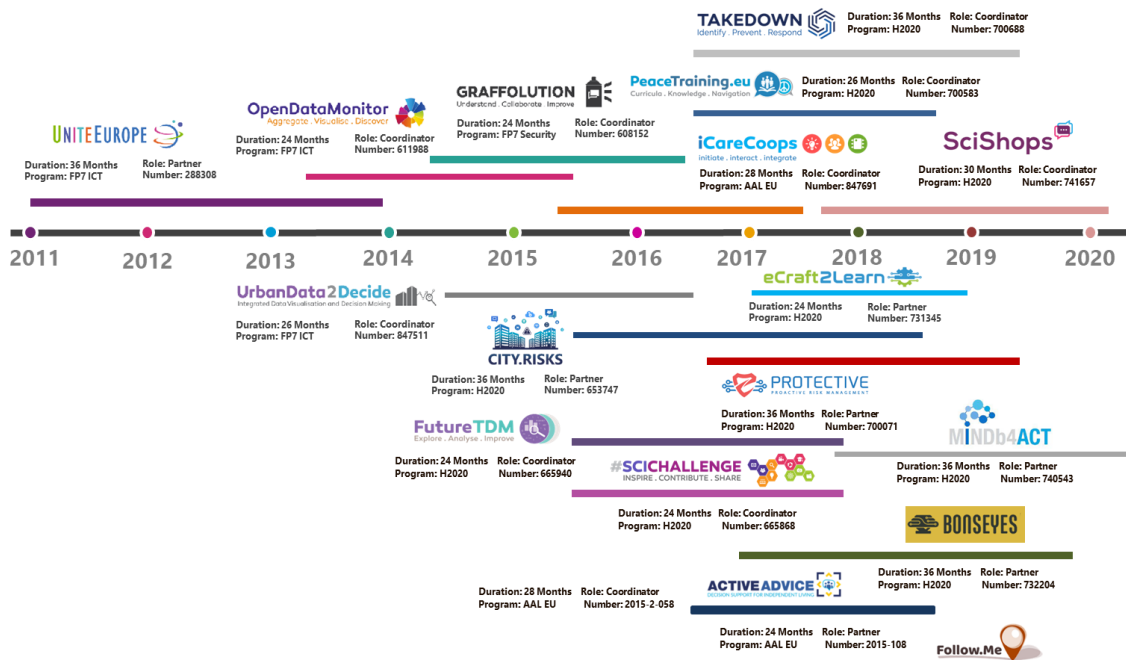 TAKEDOWN
Identify . Prevent . Respond
Duration: 36 Months Role: Coordinator
Program: H2020 Number: 700688
PeaceTraining.eu
Curricula . Knowledge . Navigation
Duration: 26 Months Role: Coordinator
Program: H2020 Number: 700583
GRAFFOLUTION
Understand . Collaborate . Improve
Duration: 24 Months Role: Coordinator
Program: FP7 Security Number: 608152
OpenDataMonitor
Aggregate . Visualise . Discover
Duration: 24 Months Role: Coordinator
Program: FP7 ICT Number: 611988
UNITEEUROPE
Duration: 36 Months Role: Partner
Program: FP7 ICT Number: 288308
iCareCoops
initiate . interact . integrate
Duration: 28 Months Role: Coordinator
Program: AAL EU Number: 847691
SciShops
Duration: 30 Months Role: Coordinator
Program: H2020 Number: 741657
2011 2012 2013 2014 2015 2016 2017 2018 2019 2020
UrbanData2Decide
Integrated Data Visualisation and Decision Making
Duration: 26 Months Role: Coordinator
Program: FP7 ICT Number: 847511
eCraft2Learn
Duration: 24 Months Role: Partner
Program: H2020 Number: 731345
CITY.RISKS
Duration: 36 Months Role: Partner
Program: H2020 Number: 653747
PROTECTIVE
PROACTIVE RISK MANAGEMENT
Duration: 36 Months Role: Partner
Program: H2020 Number: 700071
FutureTDM
Explore . Analyse . Improve
Duration: 24 Months Role: Coordinator
Program: H2020 Number: 665940
MINDb4ACT
Duration: 36 Months Role: Partner
Program: H2020 Number: 740543
#SCICHALLENGE
INSPIRE . CONTRIBUTE . SHARE
Duration: 24 Months Role: Coordinator
Program: H2020 Number: 665868
BONSEYES
Duration: 36 Months Role: Partner
Program: H2020 Number: 732204
ACTIVE ADVICE
DECISION SUPPORT FOR INDEPENDENT LIVING
Duration: 28 Months Role: Coordinator
Program: AAL EU Number: 2015-2-058
Duration: 24 Months Role: Partner
Program: AAL EU Number: 2015-108
Follow.Me